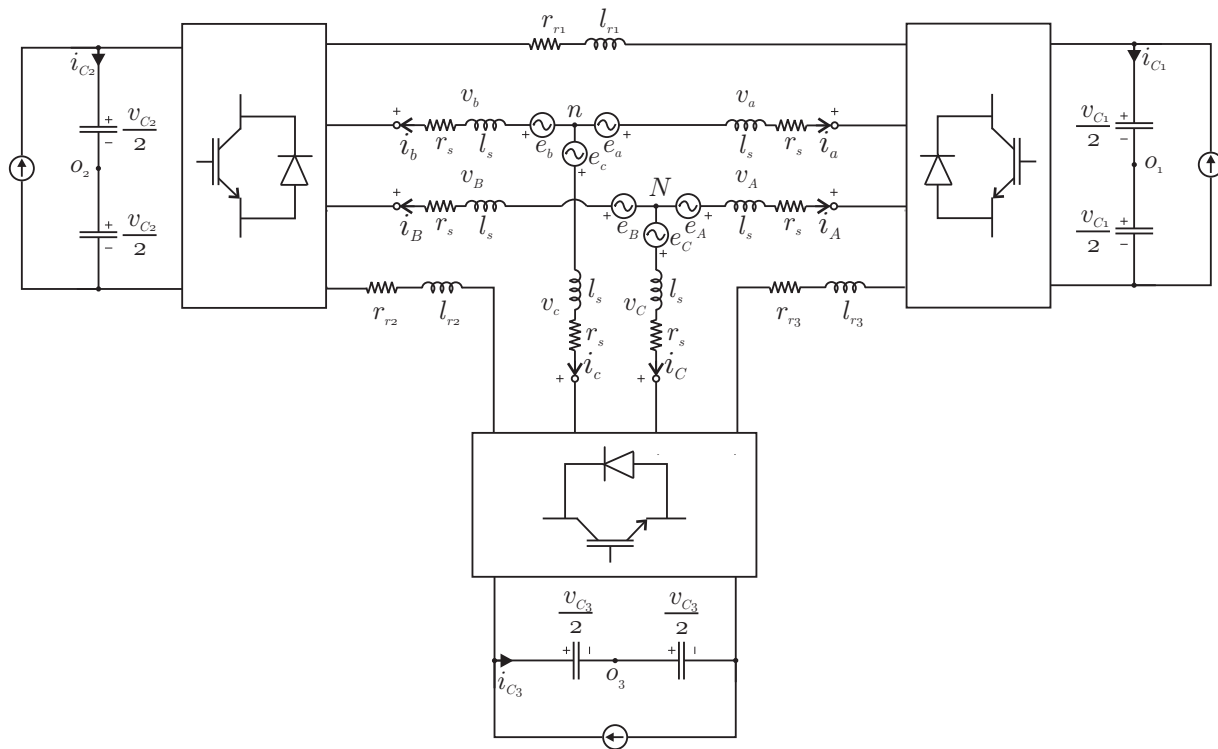 r_{r1} l_{r1}
i_{C_2} i_{C_1}
v_b n v_a
+ + + +
v_{C_2} + r_s l_s e_b e_a l_s r_s v_{C_1} +
2 − i_b e_c i_a 2 −
o_2 + o_1
v_B N v_A
+ + + +
v_{C_2} + r_s l_s e_B e_A l_s r_s v_{C_1} +
2 − i_B e_C i_A 2 −
+
r_{r2} l_{r2} v_c l_s v_C l_s r_{r3} l_{r3}
r_s r_s
+ i_c + i_C
v_{C_3} v_{C_3}
2 2
+ − + −
i_{C_3} o_3